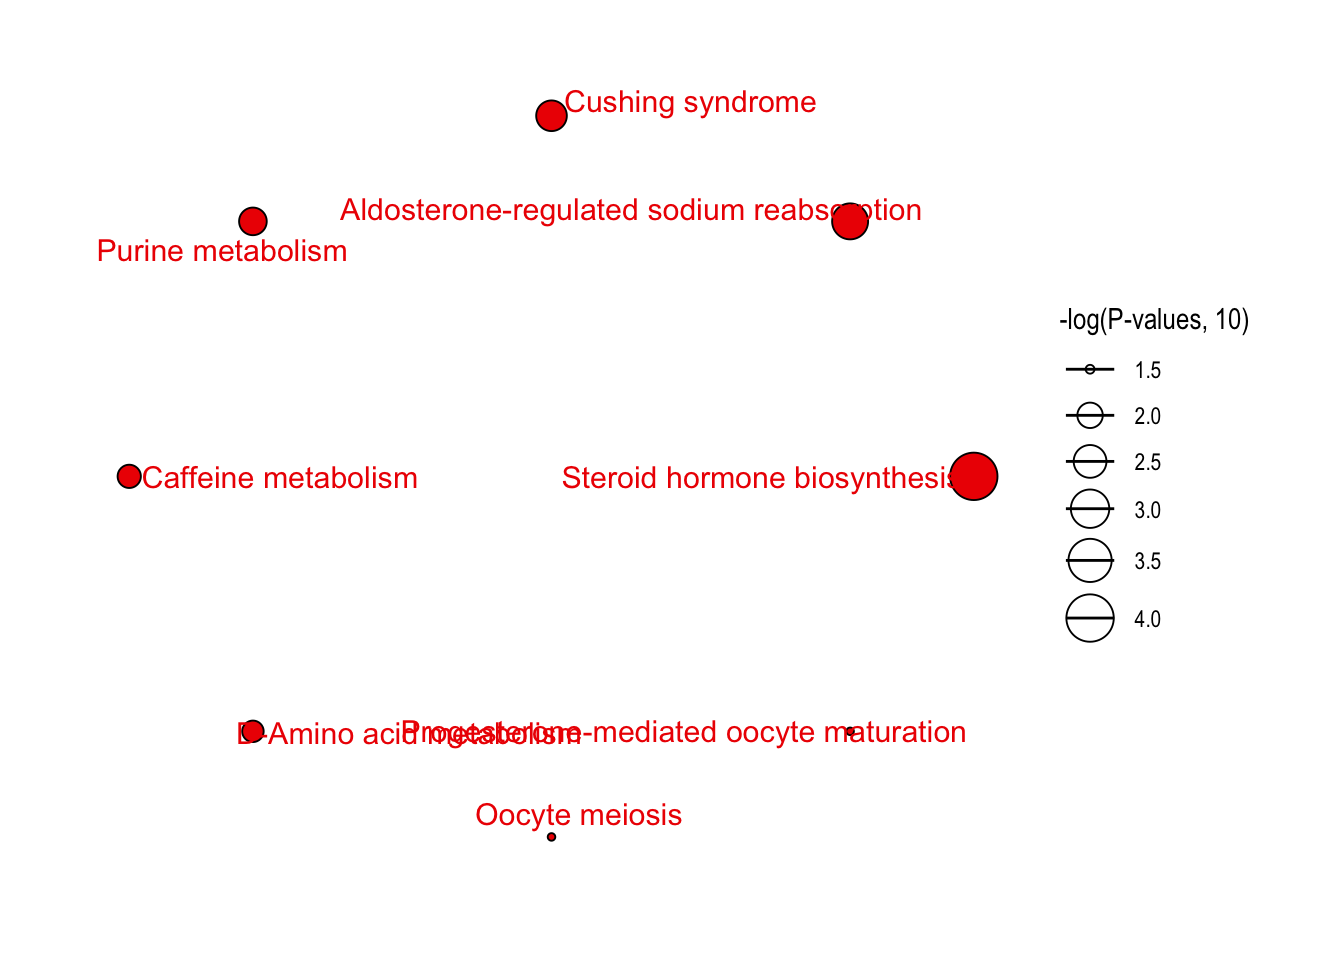 Cushing syndrome
Aldosterone-regulated sodium reabsorption
Purine metabolism
-log(P-values, 10)
1.5
2.0
2.5
3.0
3.5
4.0
Caffeine metabolism
Steroid hormone biosynthesis
D-Amino acid metabolism
Progesterone-mediated oocyte maturation
Oocyte meiosis